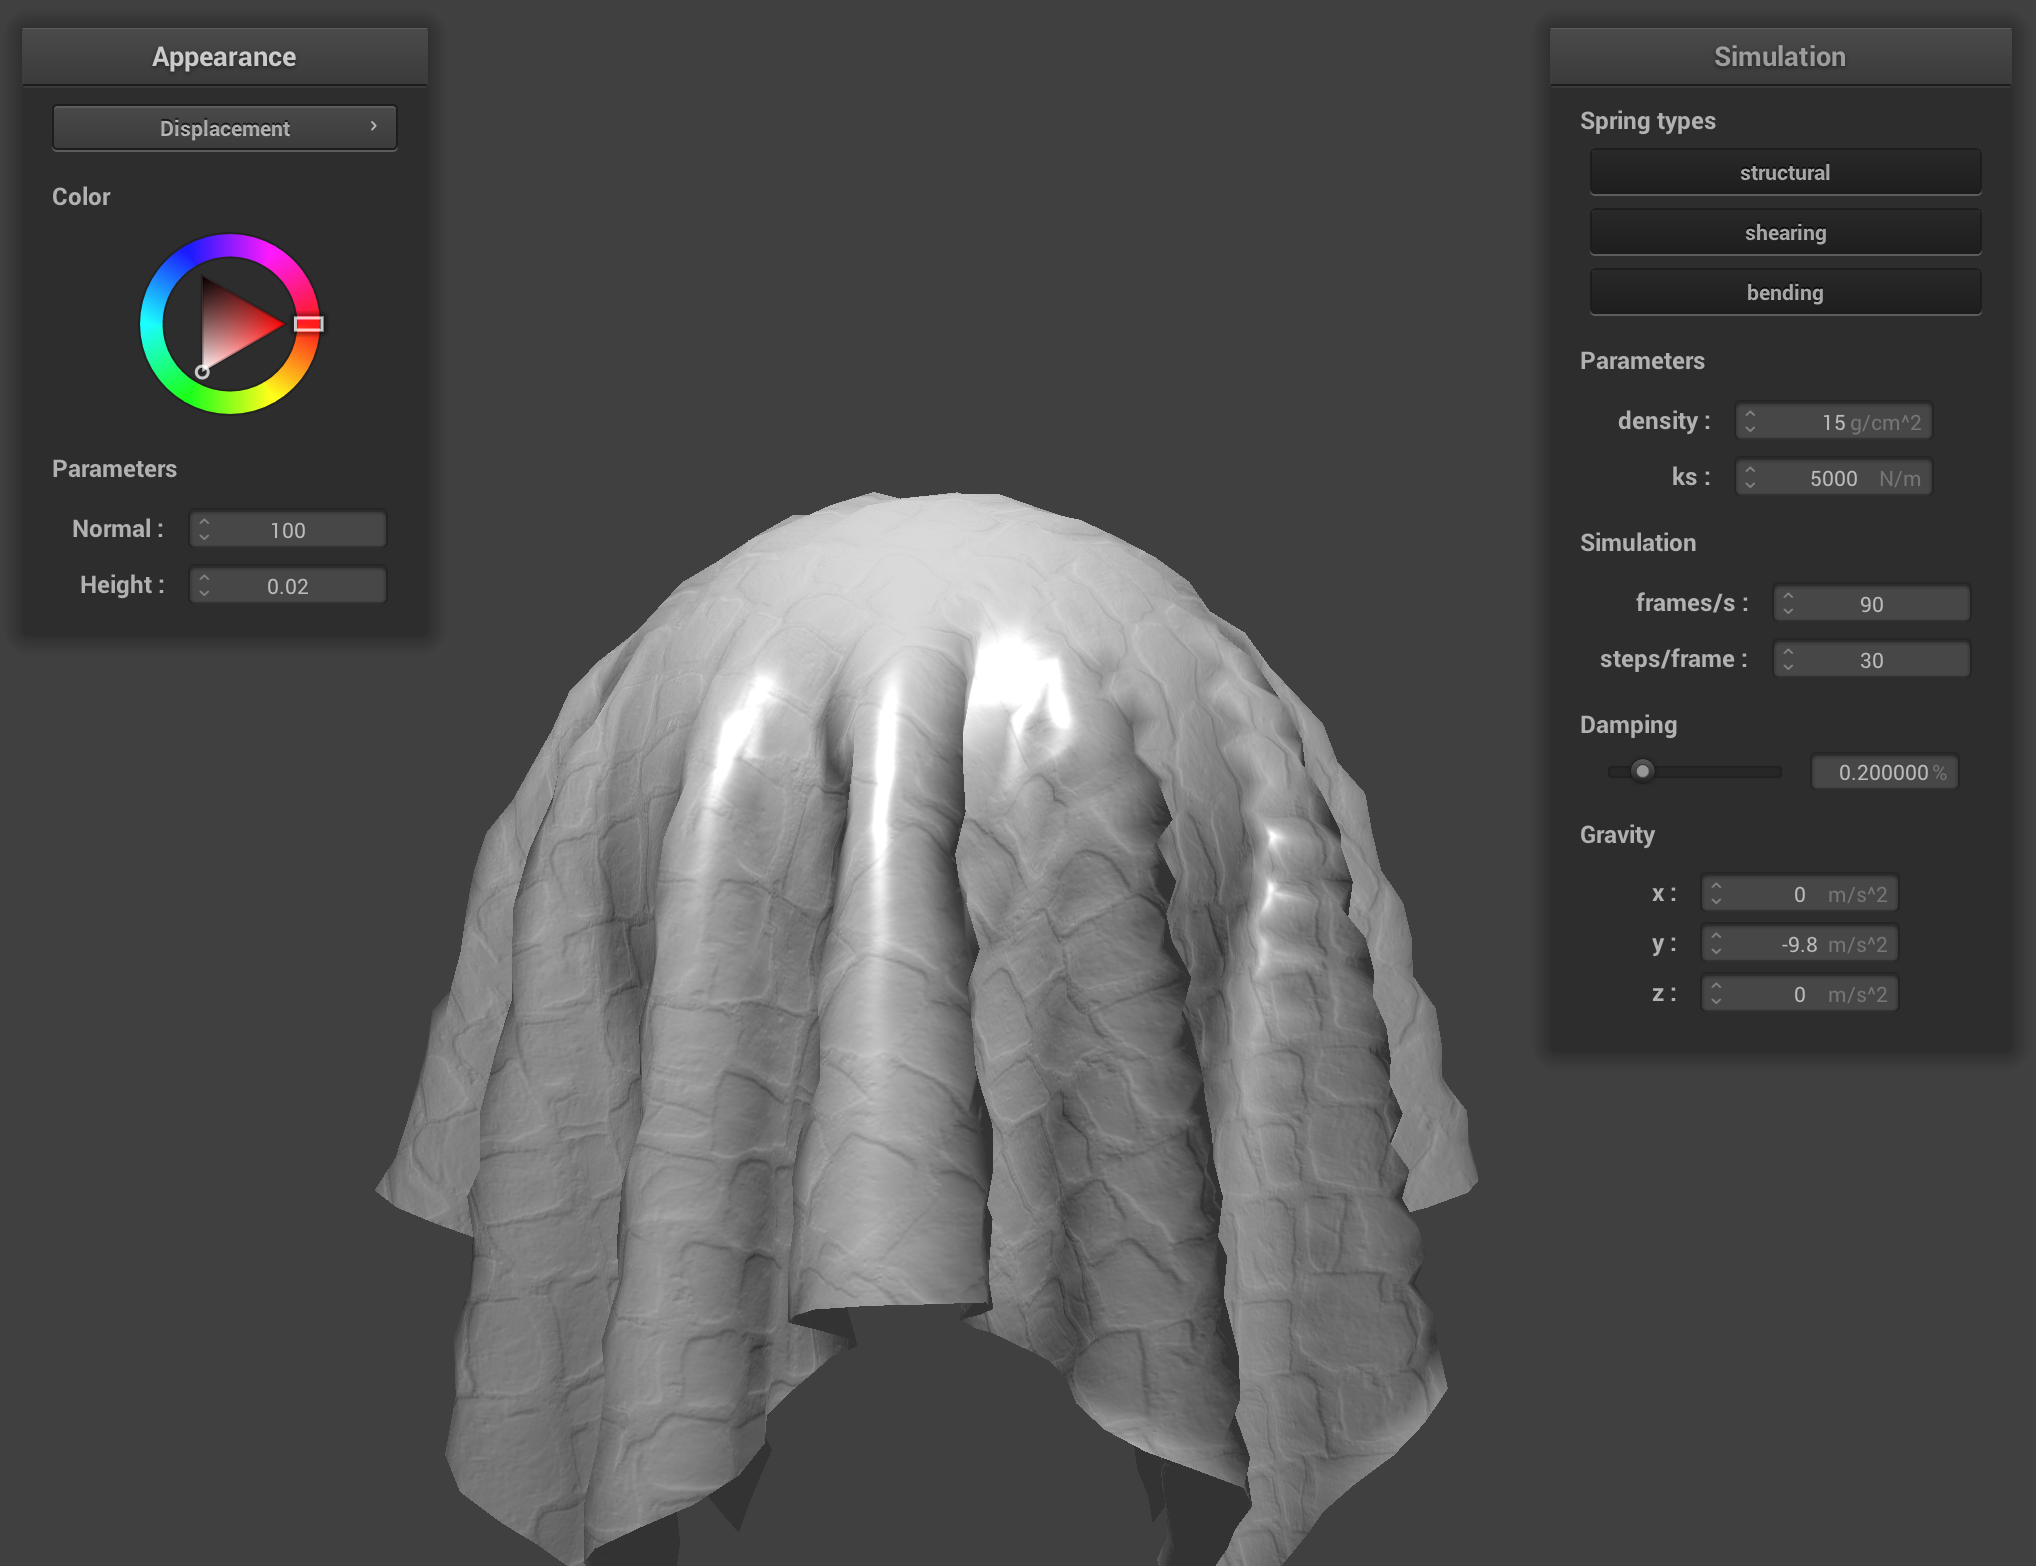 Appearance
Displacement
Color
Parameters
Normal : 100
Height : 0.02
Simulation
Spring types
structural
shearing
bending
Parameters
density : 15 g/cm^2
ks : 5000 N/m
Simulation
frames/s : 90
steps/frame : 30
Damping
0.200000 %
Gravity
x : 0 m/s^2
y : -9.8 m/s^2
z : 0 m/s^2